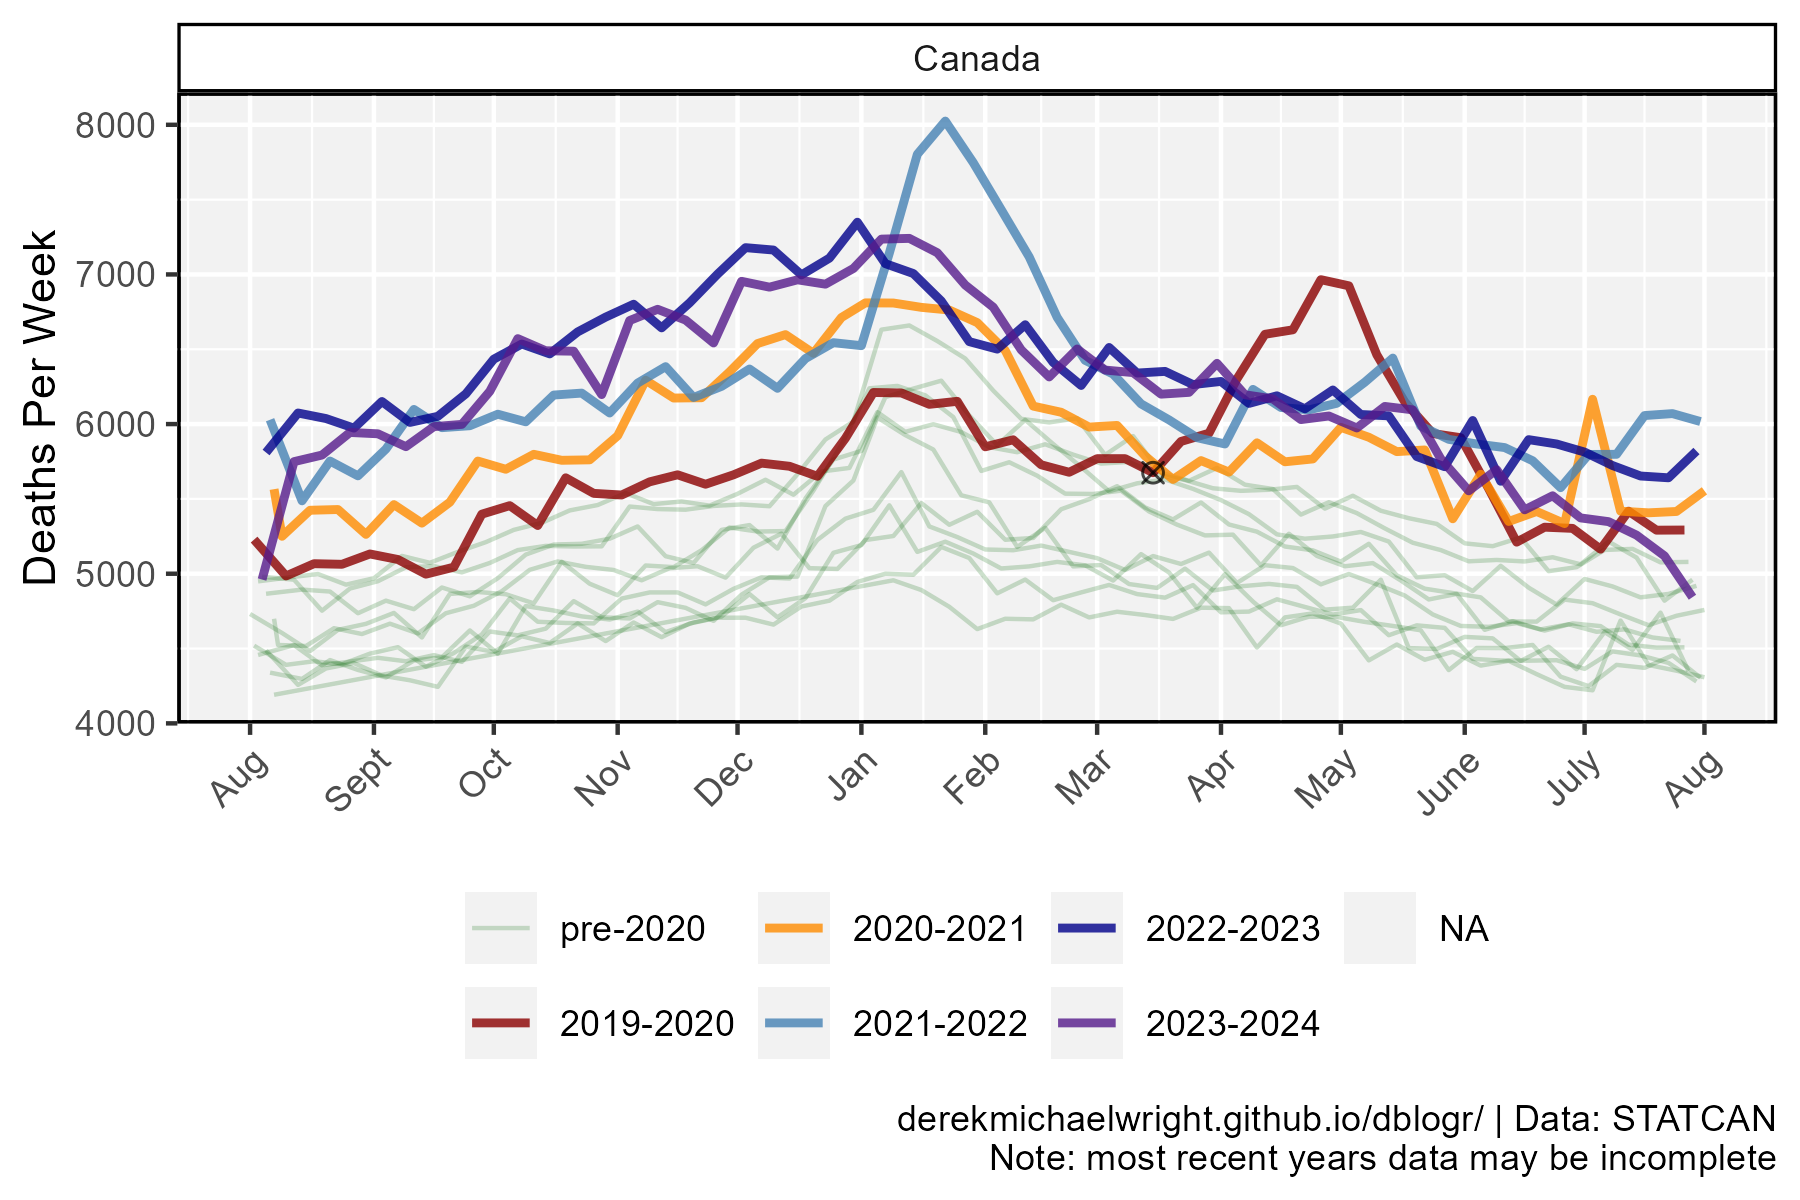 Canada
Deaths Per Week
8000
7000
6000
5000
4000
Aug
Sept
Oct
Nov
Dec
Jan
Feb
Mar
Apr
May
June
July
Aug
pre-2020
2020-2021
2022-2023
NA
2019-2020
2021-2022
2023-2024
derekmichaelwright.github.io/dblogr/ | Data: STATCAN
Note: most recent years data may be incomplete